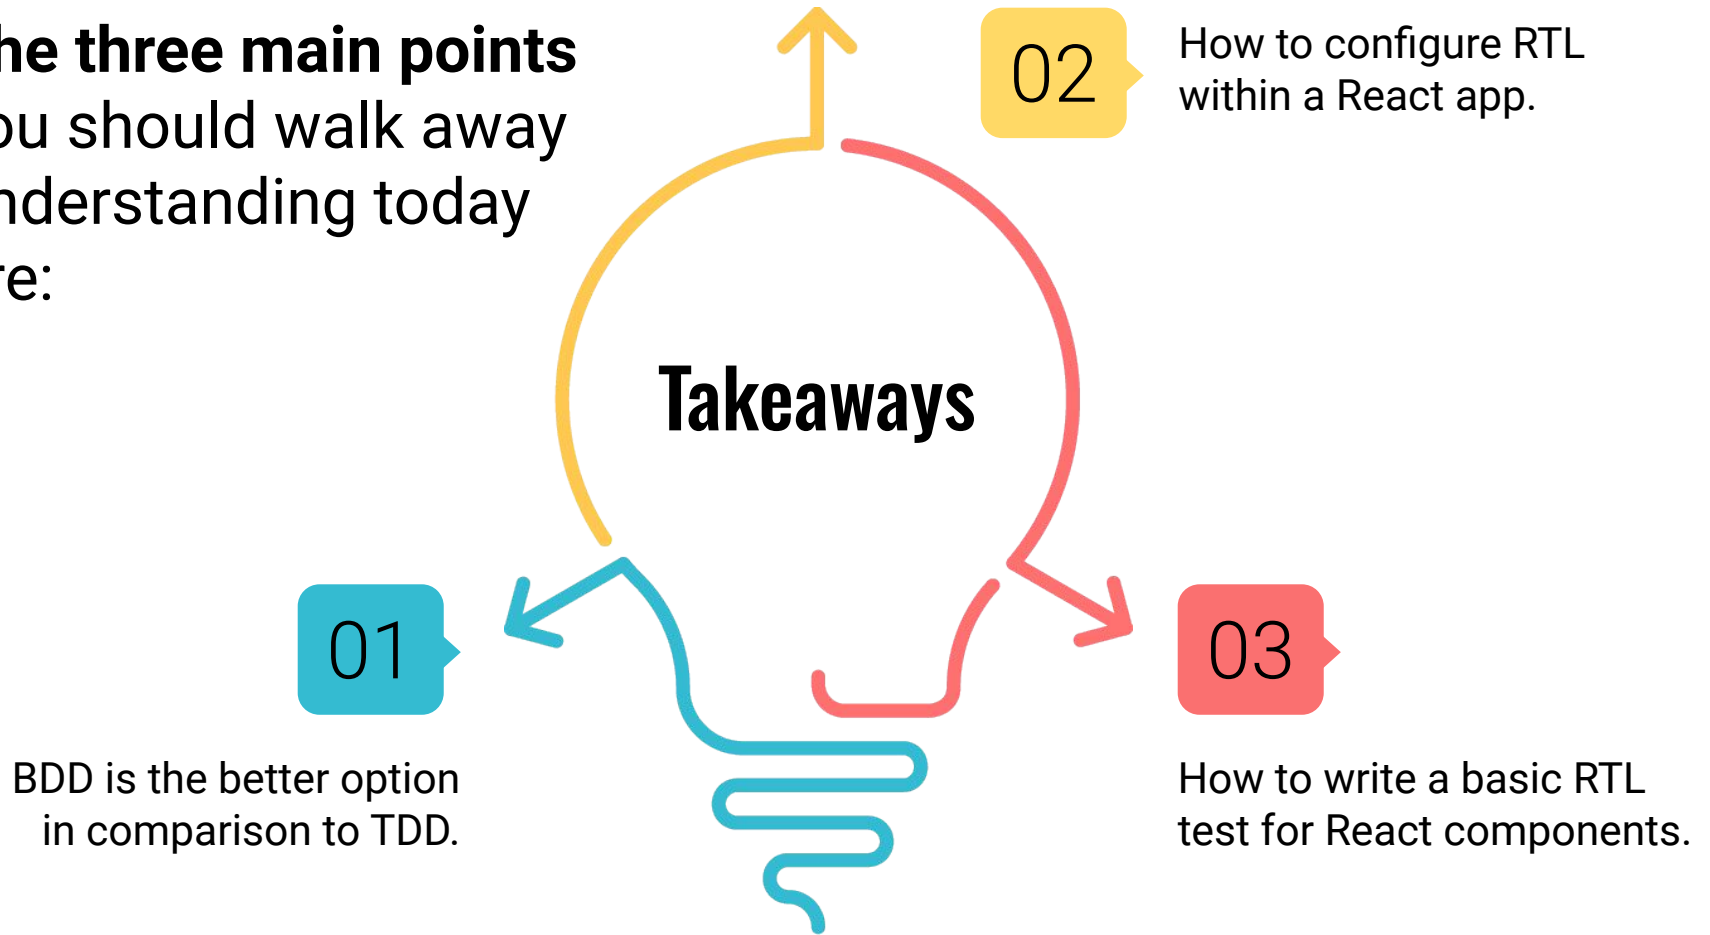 he three main points
ou should walk away
nderstanding today
re:
02
How to configure RTL
within a React app.
Takeaways
01
BDD is the better option
in comparison to TDD.
03
How to write a basic RTL
test for React components.